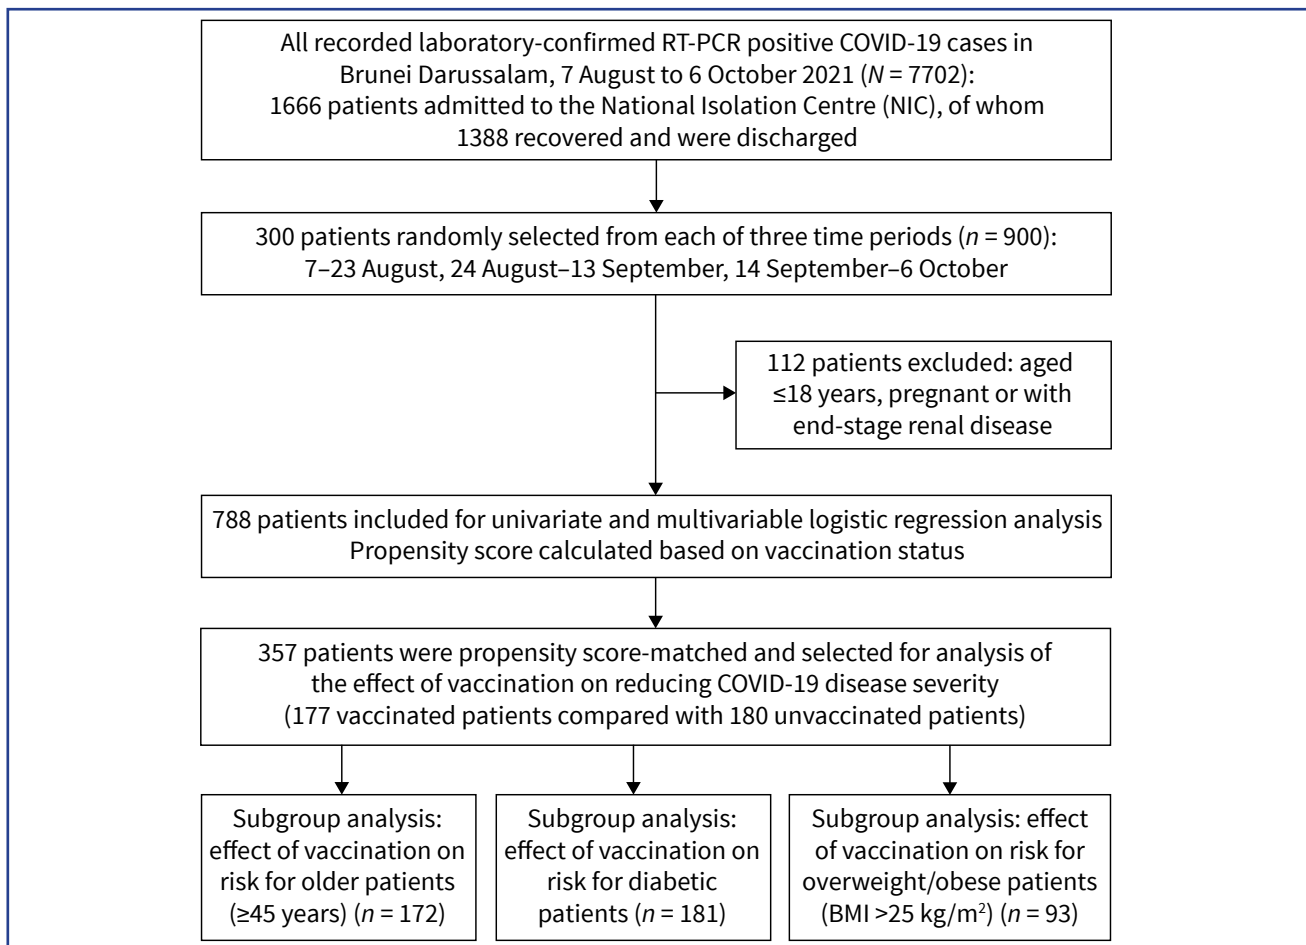 All recorded laboratory-confirmed RT-PCR positive COVID-19 cases in
Brunei Darussalam, 7 August to 6 October 2021 (N = 7702):
1666 patients admitted to the National Isolation Centre (NIC), of whom
1388 recovered and were discharged
300 patients randomly selected from each of three time periods (n = 900):
7–23 August, 24 August–13 September, 14 September–6 October
112 patients excluded: aged
≤18 years, pregnant or with
end-stage renal disease
788 patients included for univariate and multivariable logistic regression analysis
Propensity score calculated based on vaccination status
357 patients were propensity score-matched and selected for analysis of
the effect of vaccination on reducing COVID-19 disease severity
(177 vaccinated patients compared with 180 unvaccinated patients)
Subgroup analysis:
effect of vaccination on
risk for older patients
(≥45 years) (n = 172)
Subgroup analysis:
effect of vaccination on
risk for diabetic
patients (n = 181)
Subgroup analysis: effect
of vaccination on risk for
overweight/obese patients
(BMI >25 kg/m²) (n = 93)